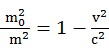 m₀²/m² = 1 − v²/c²